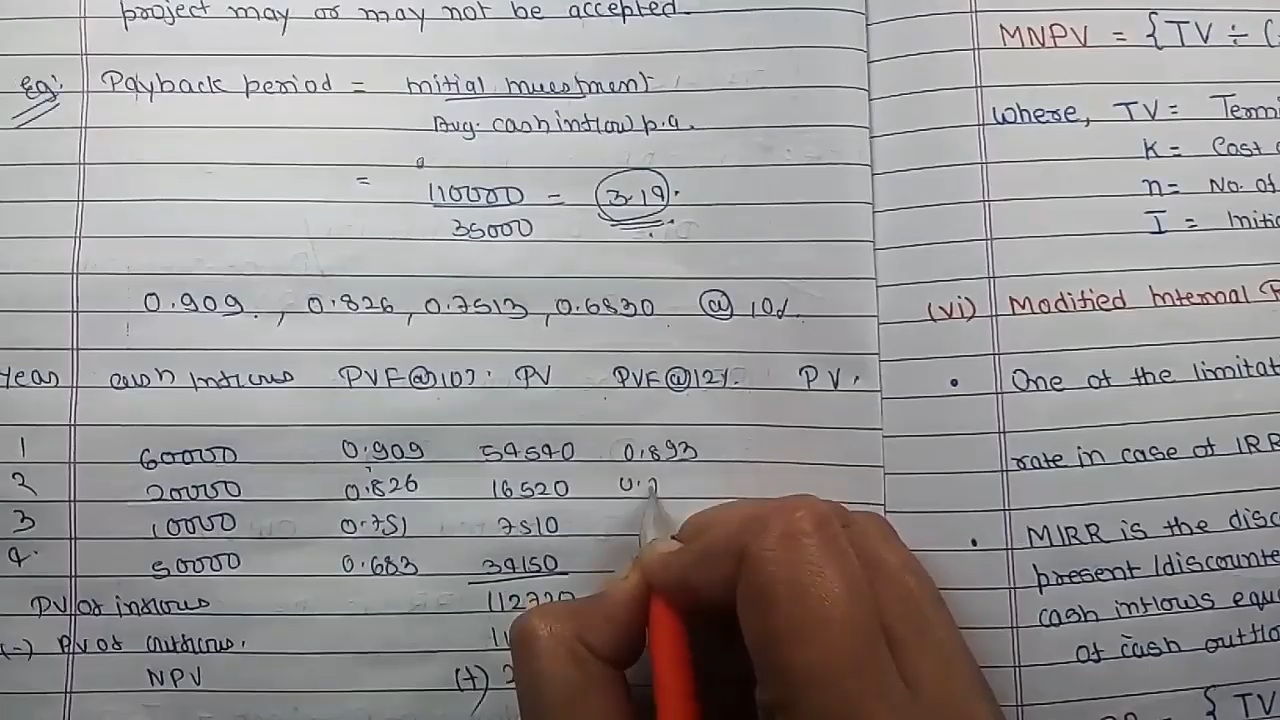 project may or may not be accepted.
Eg: Payback period = Initial investment
Avg. cash inflow p.a.
= 110000 = 3.19.
35000
0.909, 0.826, 0.7513, 0.6830 @ 10%
Year cash inflows PVF@10% PV PVF@12% PV.
1 60000 0.909 54540 0.893
2 20000 0.826 16520 0.
3 10000 0.751 7510
4. 50000 0.683 34150
PV of inflows 112720
(-) PV of outflows. 11
NPV (+) 2
MNPV = {TV ÷ (
where, TV = Term
K = Cost
n = No. of
I = Initi
(vi) Modified Internal R
• One of the limitat
rate in case of IRR
• MIRR is the disc
present/discounte
cash inflows equ
of cash outflo
{ TV